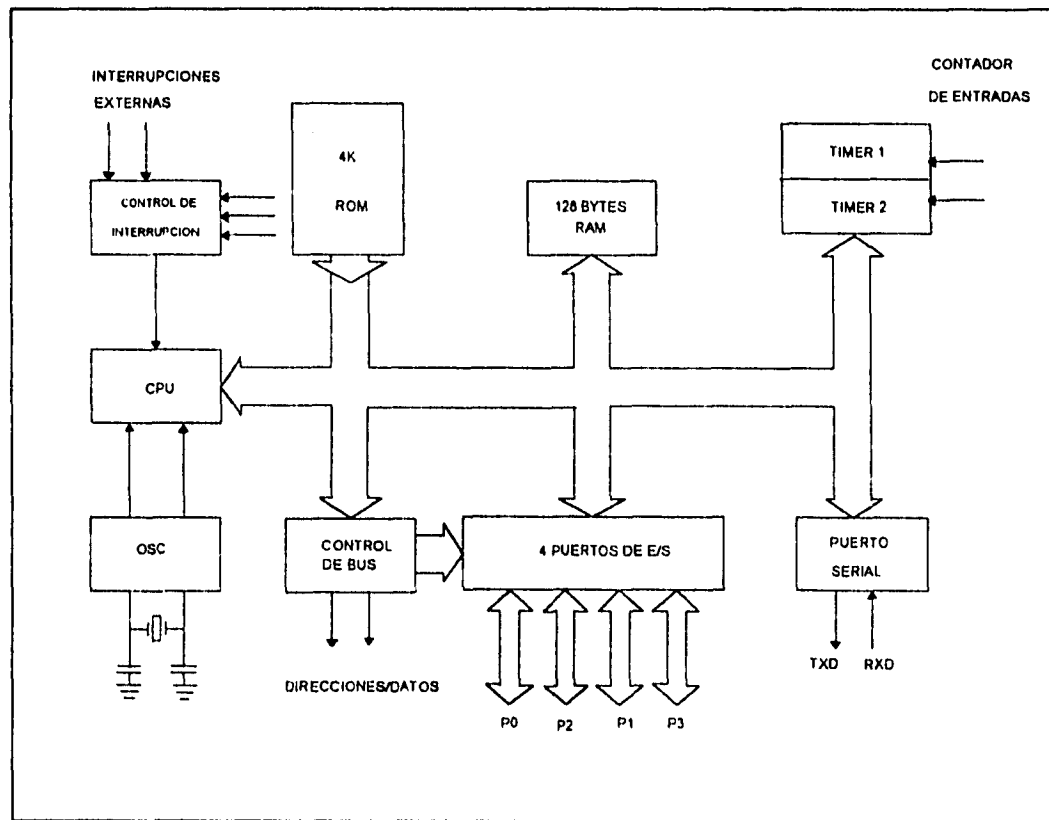 INTERRUPCIONES
EXTERNAS
CONTADOR
DE ENTRADAS
4K
ROM
TIMER 1
TIMER 2
128 BYTES
RAM
CONTROL DE
INTERRUPCION
CPU
OSC
CONTROL
DE BUS
4 PUERTOS DE E/S
PUERTO
SERIAL
DIRECCIONES/DATOS
P0
P2
P1
P3
TXD
RXD